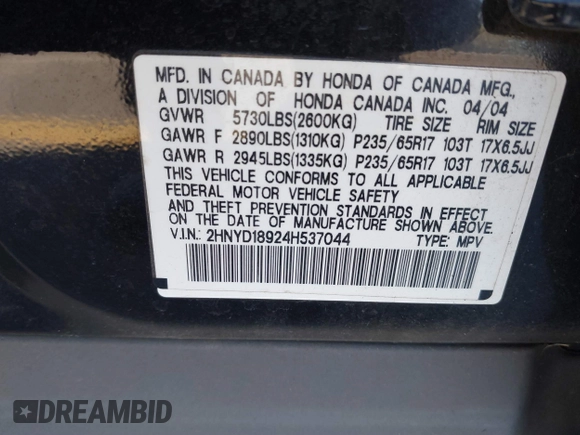 MFD. IN CANADA BY HONDA OF CANADA MFG.,
A DIVISION OF HONDA CANADA INC. 04/04
GVWR 5730LBS(2600KG) TIRE SIZE RIM SIZE
GAWR F 2890LBS(1310KG) P235/65R17 103T 17X6.5JJ
GAWR R 2945LBS(1335KG) P235/65R17 103T 17X6.5JJ
THIS VEHICLE CONFORMS TO ALL APPLICABLE
FEDERAL MOTOR VEHICLE SAFETY
AND THEFT PREVENTION STANDARDS IN EFFECT
ON THE DATE OF MANUFACTURE SHOWN ABOVE.
V.I.N.: 2HNYD18924H537044 TYPE: MPV
DREAMBID